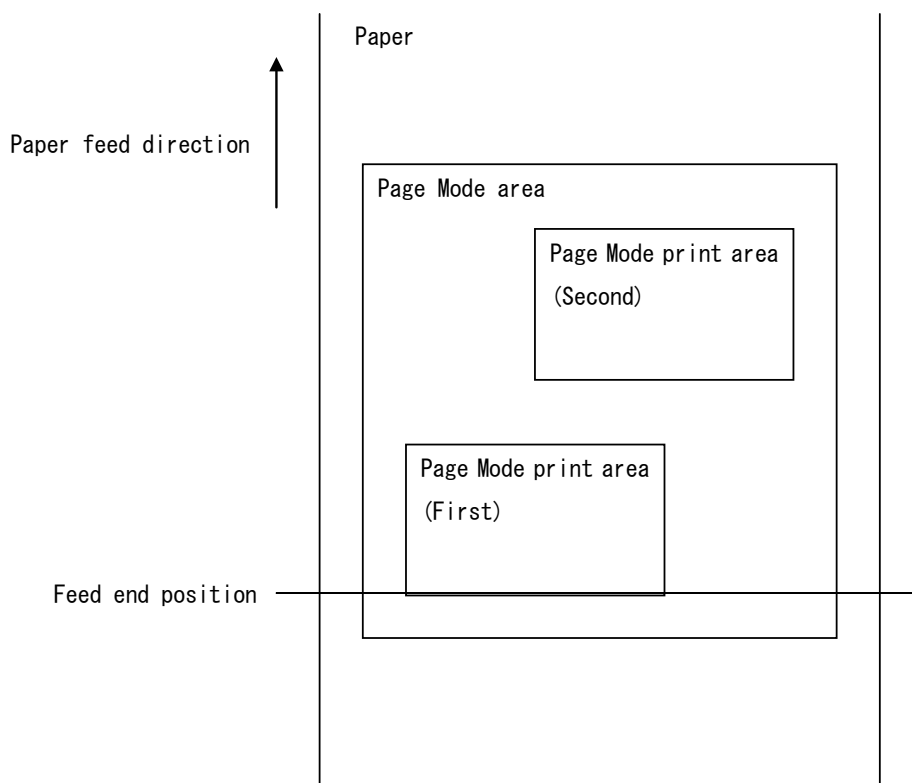 Paper
Paper feed direction
Page Mode area
Page Mode print area
(Second)
Page Mode print area
(First)
Feed end position